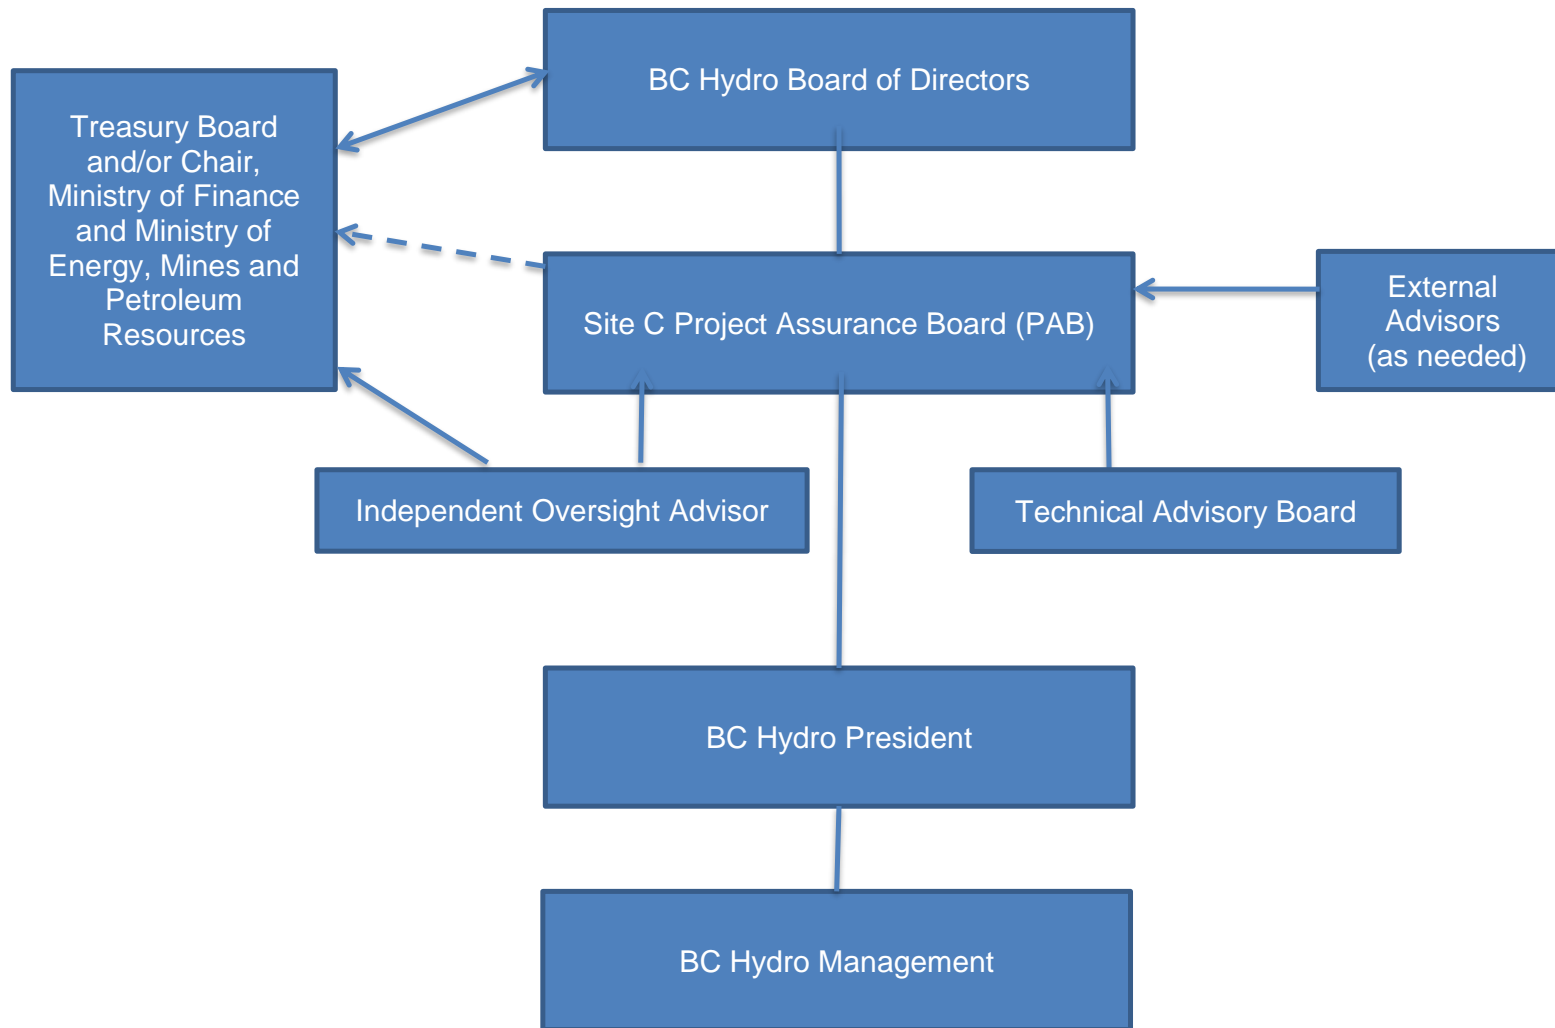 BC Hydro Board of Directors
Treasury Board
and/or Chair,
Ministry of Finance
and Ministry of
Energy, Mines and
Petroleum
Resources
Site C Project Assurance Board (PAB)
External
Advisors
(as needed)
Independent Oversight Advisor
Technical Advisory Board
BC Hydro President
BC Hydro Management